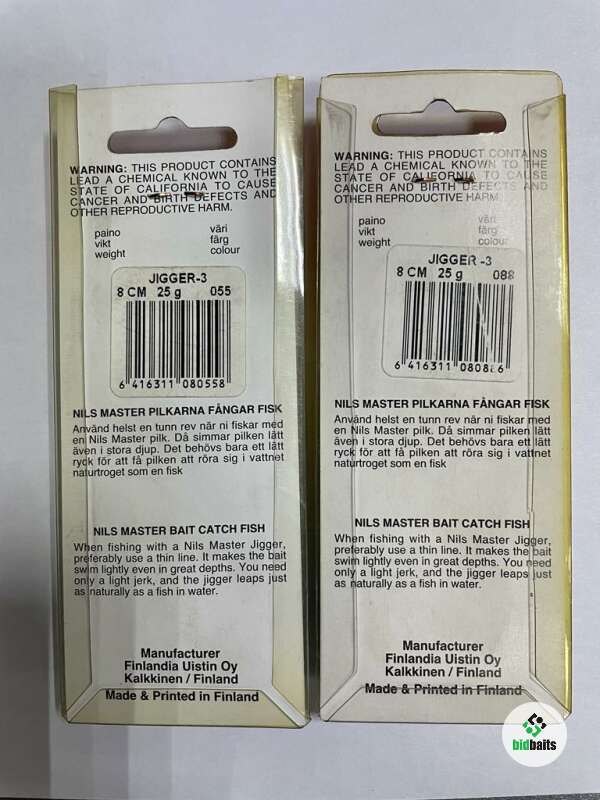 WARNING: THIS PRODUCT CONTAINS
LEAD A CHEMICAL KNOWN TO THE
STATE OF CALIFORNIA TO CAUSE
CANCER AND BIRTH DEFECTS AND
OTHER REPRODUCTIVE HARM.
paino väri
vikt färg
weight colour
JIGGER-3
8 CM 25 g 055
6 416311 080558
NILS MASTER PILKARNA FÅNGAR FISK
Använd helst en tunn rev när ni fiskar med
en Nils Master pilk. Då simmar pilken lätt
även i stora djup. Det behövs bara ett lätt
ryck för att få pilken att röra sig i vattnet
naturtroget som en fisk
NILS MASTER BAIT CATCH FISH
When fishing with a Nils Master Jigger,
preferably use a thin line. It makes the bait
swim lightly even in great depths. You need
only a light jerk, and the jigger leaps just
as naturally as a fish in water.
Manufacturer
Finlandia Uistin Oy
Kalkkinen / Finland
Made & Printed in Finland
WARNING: THIS PRODUCT CONTAINS
LEAD A CHEMICAL KNOWN TO THE
STATE OF CALIFORNIA TO CAUSE
CANCER AND BIRTH DEFECTS AND
OTHER REPRODUCTIVE HARM.
paino väri
vikt färg
weight colour
JIGGER -3
8 CM 25 g 088
6 416311 080886
NILS MASTER PILKARNA FÅNGAR FISK
Använd helst en tunn rev när ni fiskar med
en Nils Master pilk. Då simmar pilken lätt
även i stora djup. Det behövs bara ett lätt
ryck för att få pilken att röra sig i vattnet
naturtroget som en fisk
NILS MASTER BAIT CATCH FISH
When fishing with a Nils Master Jigger,
preferably use a thin line. It makes the bait
swim lightly even in great depths. You need
only a light jerk, and the jigger leaps just
as naturally as a fish in water.
Manufacturer
Finlandia Uistin Oy
Kalkkinen / Finland
Made & Printed in Finland
bidbaits